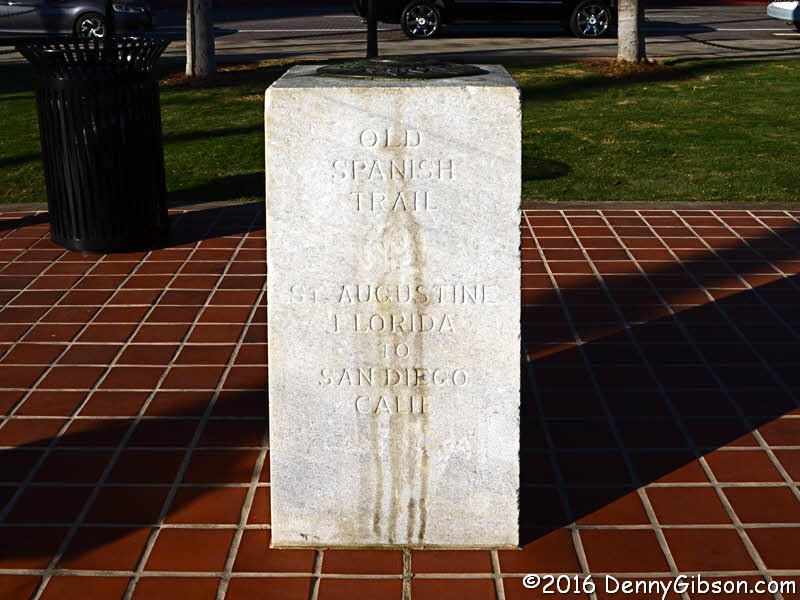 OLD
SPANISH
TRAIL
ST. AUGUSTINE
FLORIDA
TO
SAN DIEGO
CALIF
©2016 DennyGibson.com